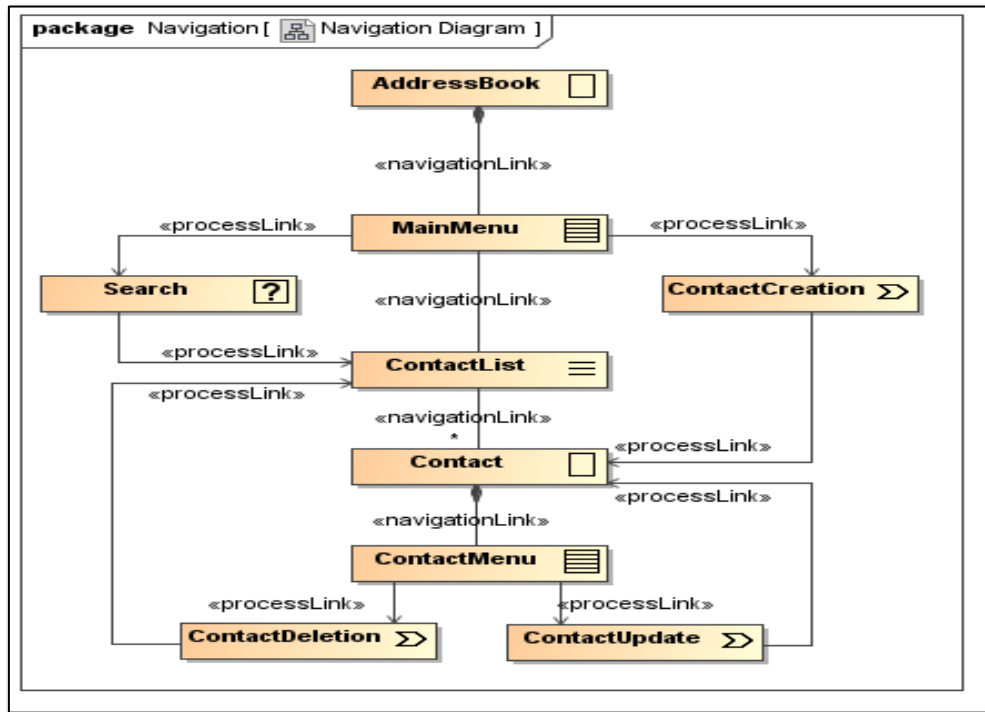 package Navigation [ Navigation Diagram ]
AddressBook
«navigationLink»
«processLink»
MainMenu
«processLink»
Search
?
«navigationLink»
ContactCreation
«processLink»
ContactList
«processLink»
«navigationLink»
*
«processLink»
Contact
«processLink»
«navigationLink»
ContactMenu
«processLink»
«processLink»
ContactDeletion
ContactUpdate